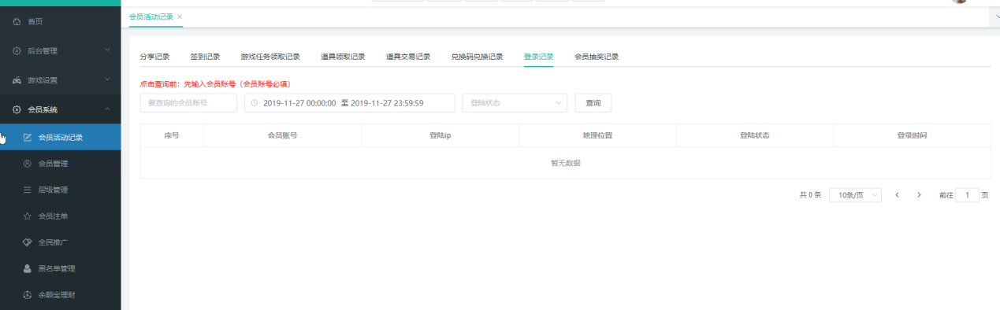 首页
后台管理
游戏设置
会员系统
会员活动记录
会员管理
层级管理
会员注单
全民推广
黑名单管理
余额宝理财
会员活动记录 ×
分享记录 签到记录 游戏任务领取记录 道具领取记录 道具交易记录 兑换码兑换记录 登录记录 会员抽奖记录
点击查询前：先输入会员账号（会员账号必填）
要查询的会员账号 2019-11-27 00:00:00 至 2019-11-27 23:59:59 登陆状态 查询
序号 会员账号 登陆ip 地理位置 登陆状态 登录时间
暂无数据
共 0 条 10条/页 前往 1 页